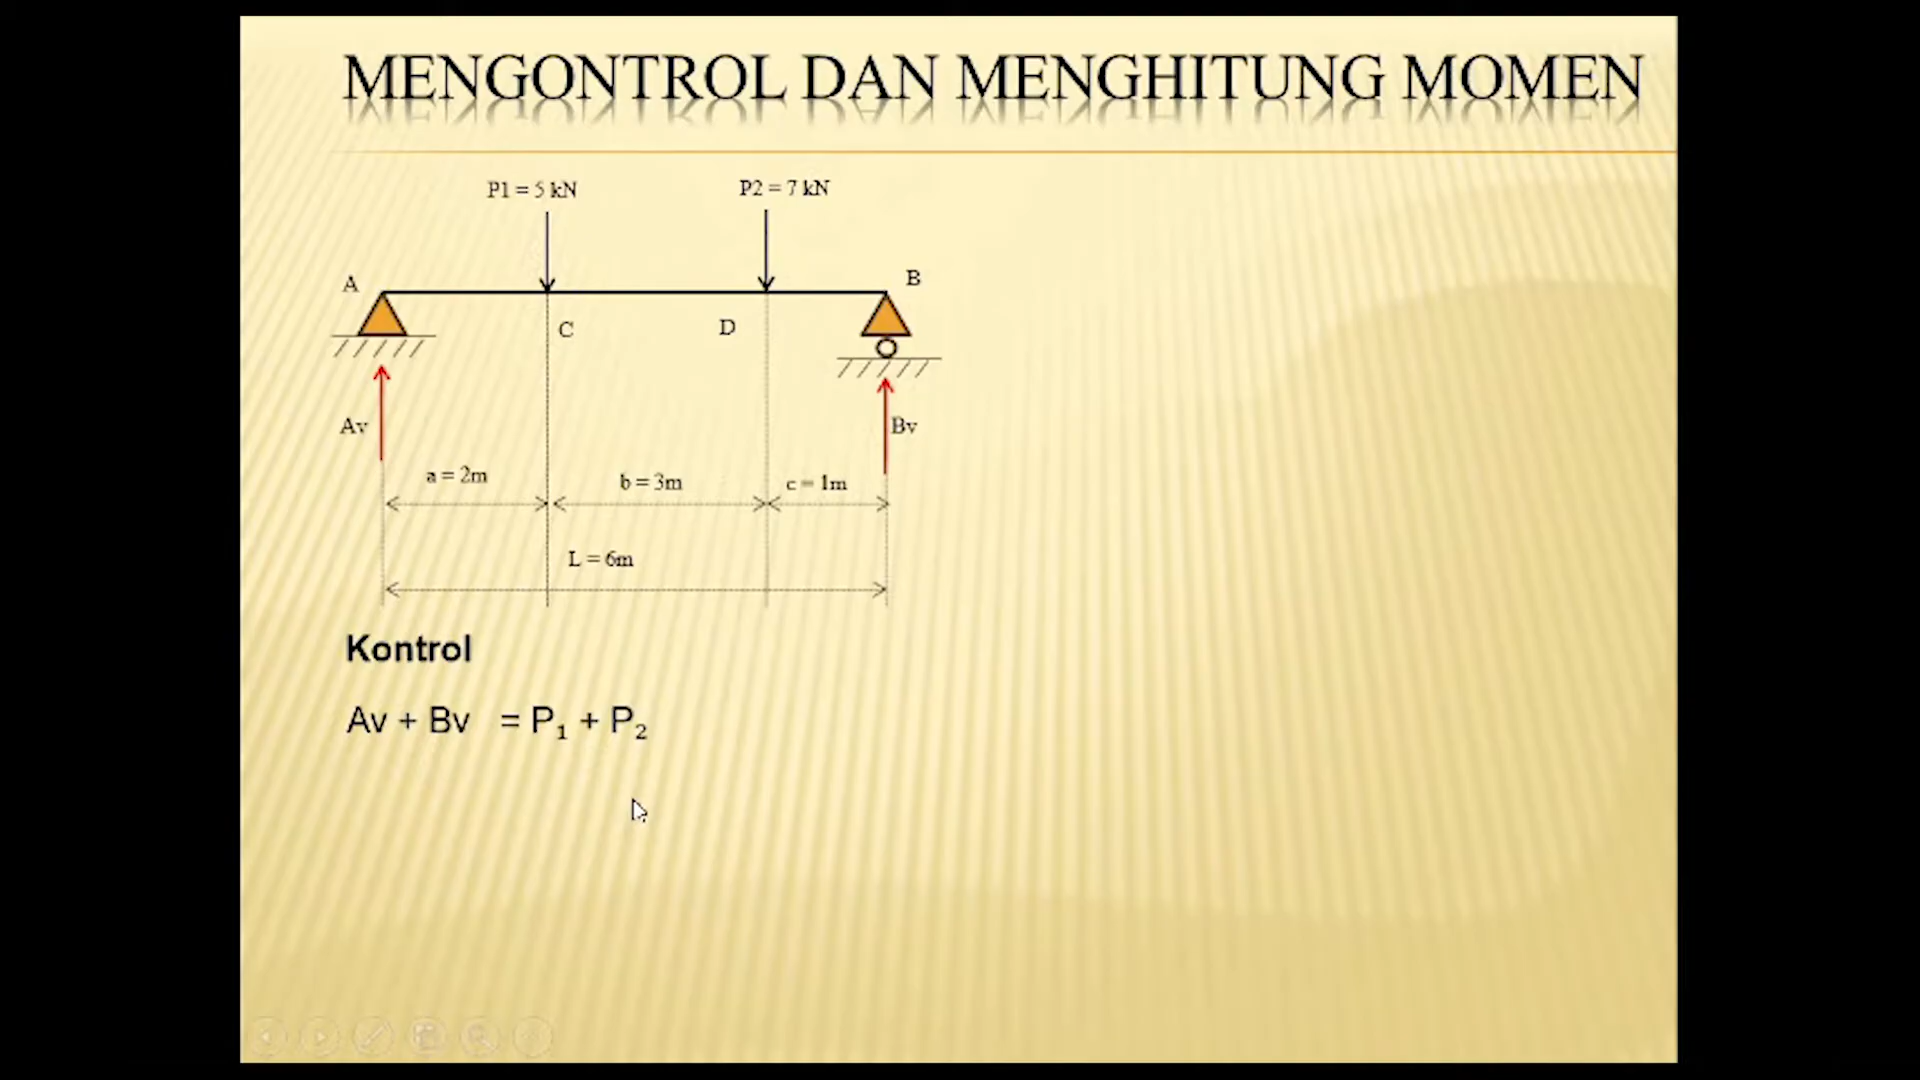 MENGONTROL DAN MENGHITUNG MOMEN
P1 = 5 kN
P2 = 7 kN
A
B
C
D
Av
Bv
a = 2m
b = 3m
c = 1m
L = 6m
Kontrol
Av + Bv = P₁ + P₂